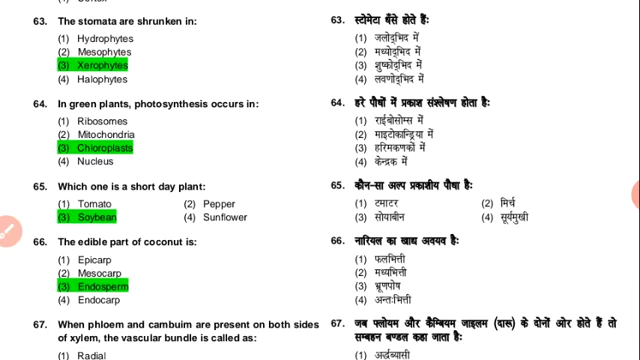 63. The stomata are shrunken in:
(1) Hydrophytes
(2) Mesophytes
(3) Xerophytes
(4) Halophytes
64. In green plants, photosynthesis occurs in:
(1) Ribosomes
(2) Mitochondria
(3) Chloroplasts
(4) Nucleus
65. Which one is a short day plant:
(1) Tomato (2) Pepper
(3) Soybean (4) Sunflower
66. The edible part of coconut is:
(1) Epicarp
(2) Mesocarp
(3) Endosperm
(4) Endocarp
67. When phloem and cambuim are present on both sides
of xylem, the vascular bundle is called as:
(1) Radial
63. स्टोमेटा धँसे होते हैं:
(1) जलोद्भिद में
(2) मध्योद्भिद में
(3) शुष्कोद्भिद में
(4) लवणोद्भिद में
64. हरे पौधों में प्रकाश संश्लेषण होता है:
(1) राईबोसोम्स में
(2) माइटोकान्ड्रिया में
(3) हरिमकणकों में
(4) केन्द्रक में
65. कौन-सा अल्प प्रकाशीय पौधा है:
(1) टमाटर (2) मिर्च
(3) सोयाबीन (4) सूर्यमुखी
66. नारियल का खाद्य अवयव है:
(1) फलभित्ती
(2) मध्यभित्ती
(3) भ्रूणपोष
(4) अन्तःभित्ती
67. जब फ्लोयम और कैम्बियम जाइलम (दारू) के दोनों ओर होते हैं तो
सम्बहन बण्डल कहा जाता है:
(1) अर्द्धव्यासी